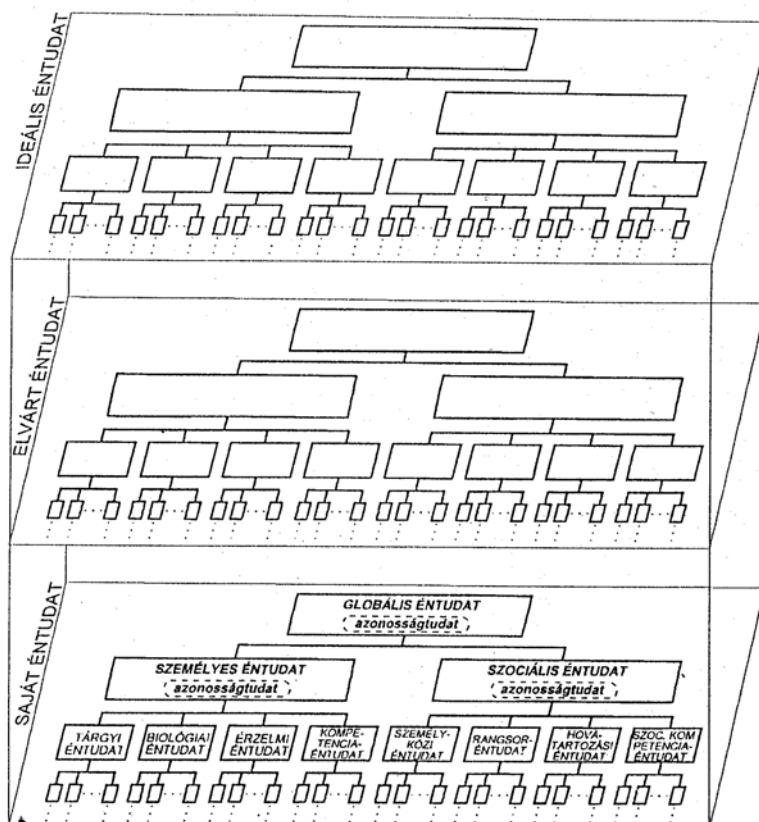 IDEÁLIS ÉNTUDAT
ELVÁRT ÉNTUDAT
SAJÁT ÉNTUDAT
GLOBÁLIS ÉNTUDAT
azonosságtudat
SZEMÉLYES ÉNTUDAT
azonosságtudat
SZOCIÁLIS ÉNTUDAT
azonosságtudat
TÁRGYI
ÉNTUDAT
BIOLÓGIAI
ÉNTUDAT
ÉRZELMI
ÉNTUDAT
KOMPE-
TENCIA-
ÉNTUDAT
SZEMÉLY-
KÖZI
ÉNTUDAT
RANGSOR-
ÉNTUDAT
HOVA-
TARTOZÁSI
ÉNTUDAT
SZOC. KOM
PETENCIA-
ÉNTUDAT